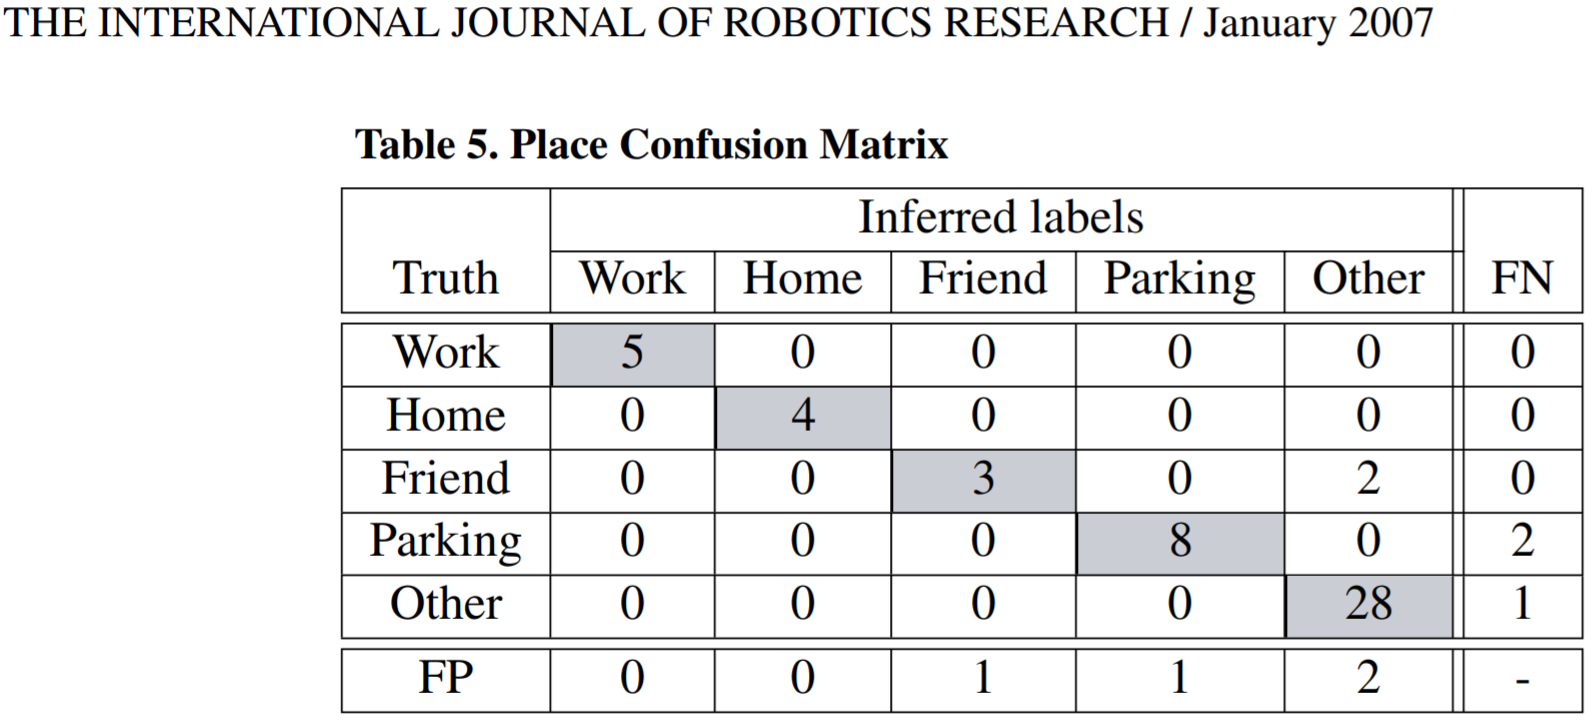 THE INTERNATIONAL JOURNAL OF ROBOTICS RESEARCH / January 2007
Table 5. Place Confusion Matrix
Inferred labels
Truth Work Home Friend Parking Other FN
Work 5 0 0 0 0 0
Home 0 4 0 0 0 0
Friend 0 0 3 0 2 0
Parking 0 0 0 8 0 2
Other 0 0 0 0 28 1
FP 0 0 1 1 2 -